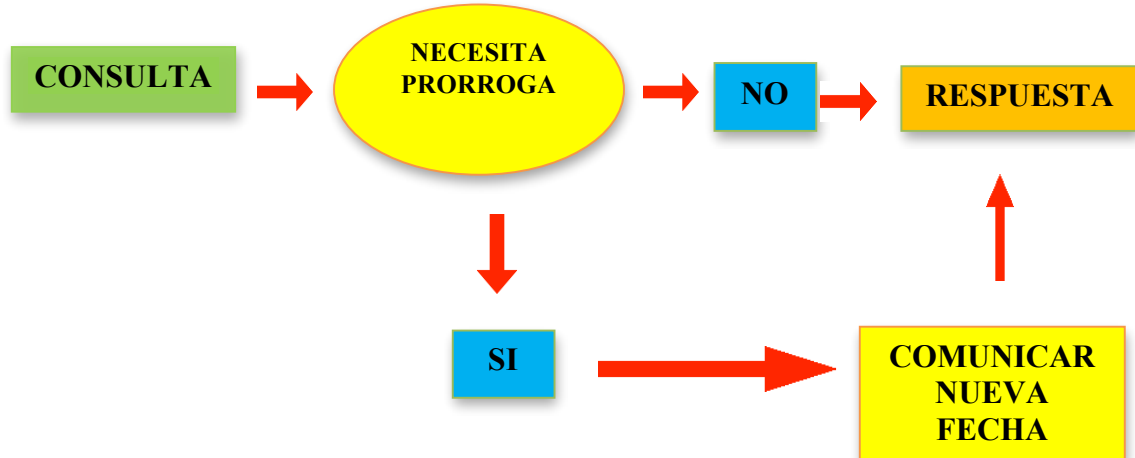 CONSULTA
NECESITA
PRORROGA
NO
RESPUESTA
SI
COMUNICAR
NUEVA
FECHA